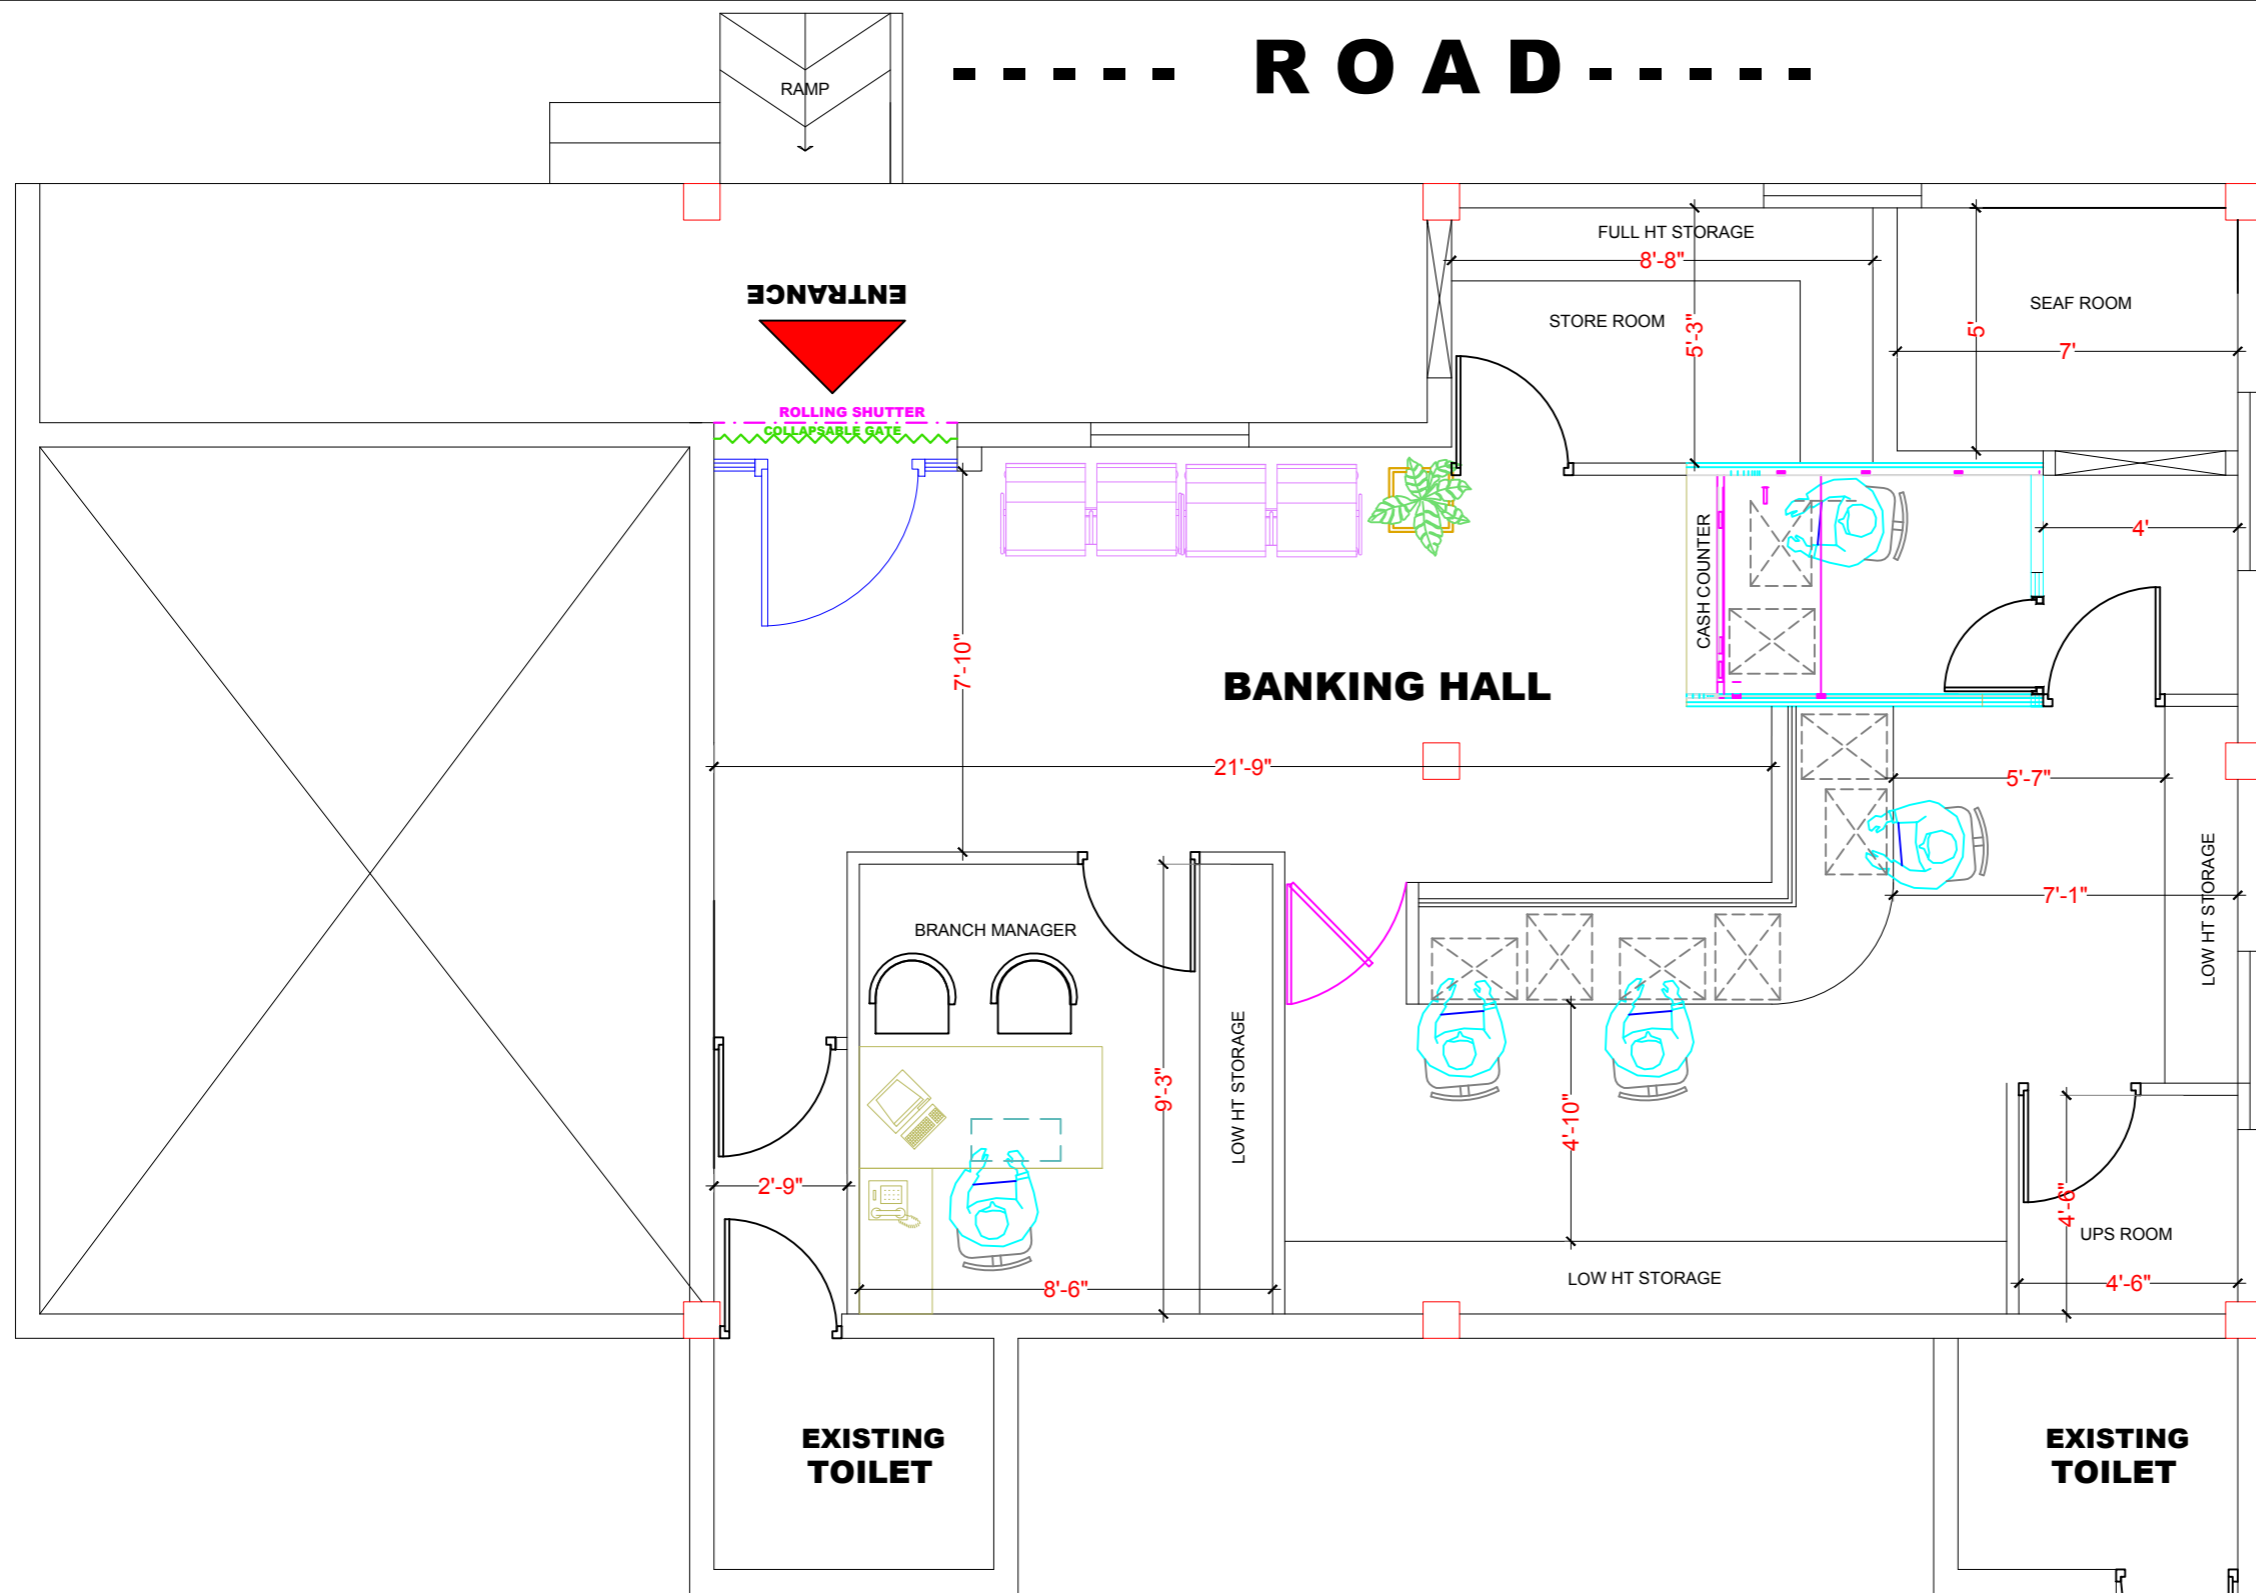 - - - - - ROAD - - - - -
RAMP
FULL HT STORAGE
8'-8"
ENTRANCE
SEAF ROOM
STORE ROOM
5'-3"
5'
7'
ROLLING SHUTTER
COLLAPSABLE GATE
CASH COUNTER
4'
7'-10"
BANKING HALL
21'-9"
5'-7"
7'-1"
LOW HT STORAGE
BRANCH MANAGER
LOW HT STORAGE
9'-3"
4'-10"
2'-9"
4'-6"
UPS ROOM
8'-6"
LOW HT STORAGE
4'-6"
EXISTING
TOILET
EXISTING
TOILET